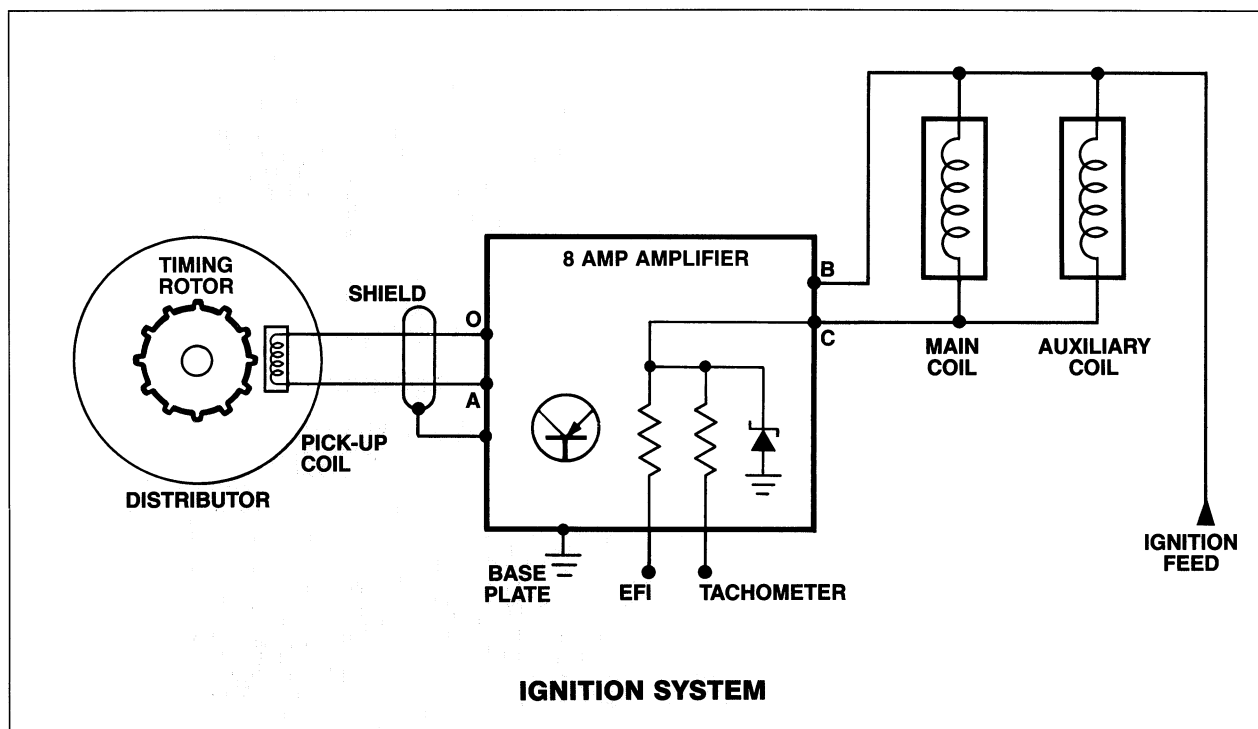 TIMING
ROTOR
SHIELD
O
A
PICK-UP
COIL
DISTRIBUTOR
8 AMP AMPLIFIER
B
C
MAIN
COIL
AUXILIARY
COIL
BASE
PLATE
EFI
TACHOMETER
IGNITION
FEED
IGNITION SYSTEM